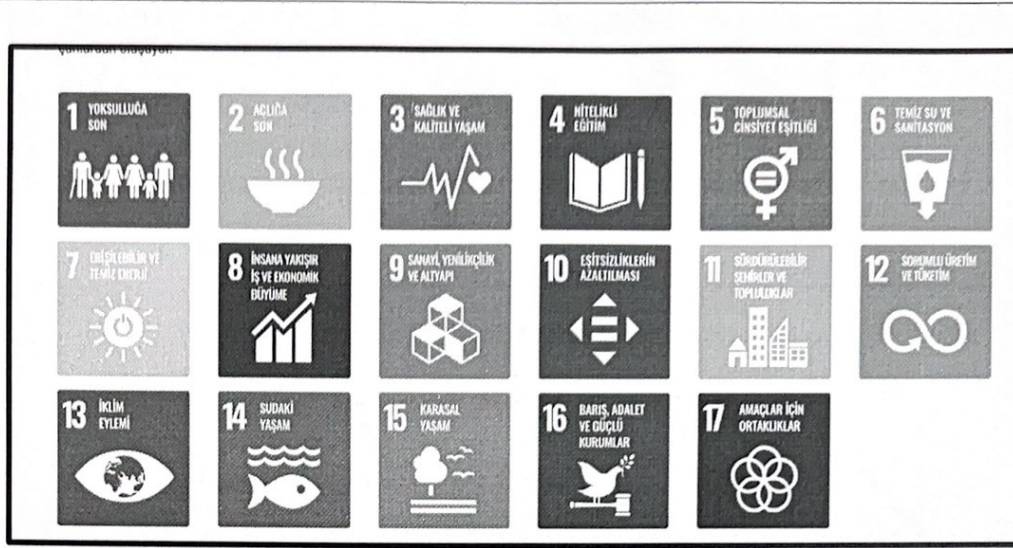 1 YOKSULLUĞA
SON
2 AÇLIĞA
SON
3 SAĞLIK VE
KALİTELİ YAŞAM
4 NİTELİKLİ
EĞİTİM
5 TOPLUMSAL
CİNSİYET EŞİTLİĞİ
6 TEMİZ SU VE
SANİTASYON
7 ERİŞİLEBİLİR VE
TEMİZ ENERJİ
8 İNSANA YAKIŞIR
İŞ VE EKONOMİK
BÜYÜME
9 SANAYİ, YENİLİKÇİLİK
VE ALTYAPI
10 EŞİTSİZLİKLERİN
AZALTILMASI
11 SÜRDÜRÜLEBİLİR
ŞEHİRLER VE
TOPLULUKLAR
12 SORUMLU ÜRETİM
VE TÜKETİM
13 İKLİM
EYLEMİ
14 SUDAKİ
YAŞAM
15 KARASAL
YAŞAM
16 BARIŞ, ADALET
VE GÜÇLÜ
KURUMLAR
17 AMAÇLAR İÇİN
ORTAKLIKLAR